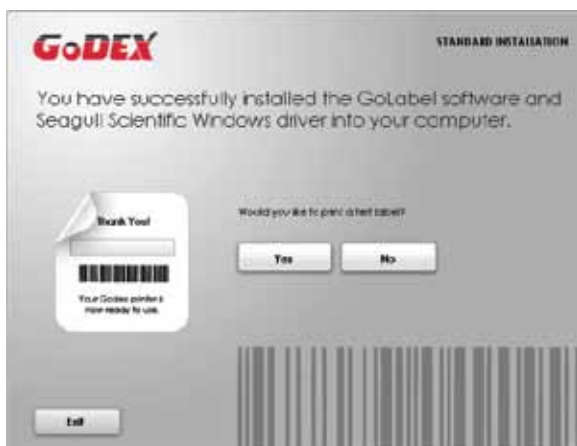 GoDEX
STANDARD INSTALLATION
You have successfully installed the GoLabel software and
Seagull Scientific Windows driver into your computer.
Thank You!
Your Godex printer is
now ready to use.
Would you like to print a test label?
Yes
No
Exit